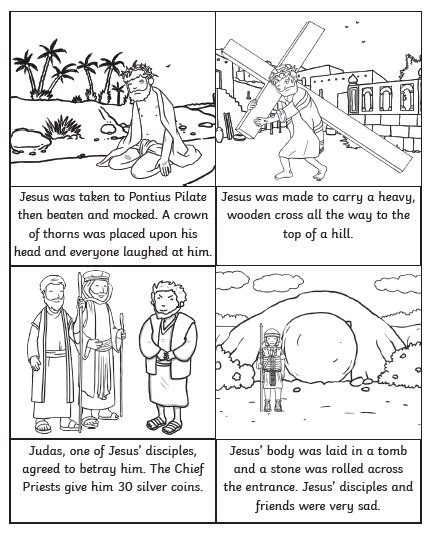 Jesus was taken to Pontius Pilate
then beaten and mocked. A crown
of thorns was placed upon his
head and everyone laughed at him.
Jesus was made to carry a heavy,
wooden cross all the way to the
top of a hill.
Judas, one of Jesus' disciples,
agreed to betray him. The Chief
Priests give him 30 silver coins.
Jesus' body was laid in a tomb
and a stone was rolled across
the entrance. Jesus' disciples and
friends were very sad.